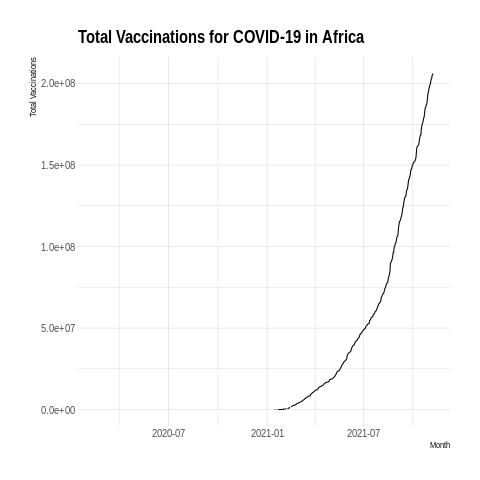 Total Vaccinations for COVID-19 in Africa
Total Vaccinations
2.0e+08
1.5e+08
1.0e+08
5.0e+07
0.0e+00
2020-07 2021-01 2021-07
Month